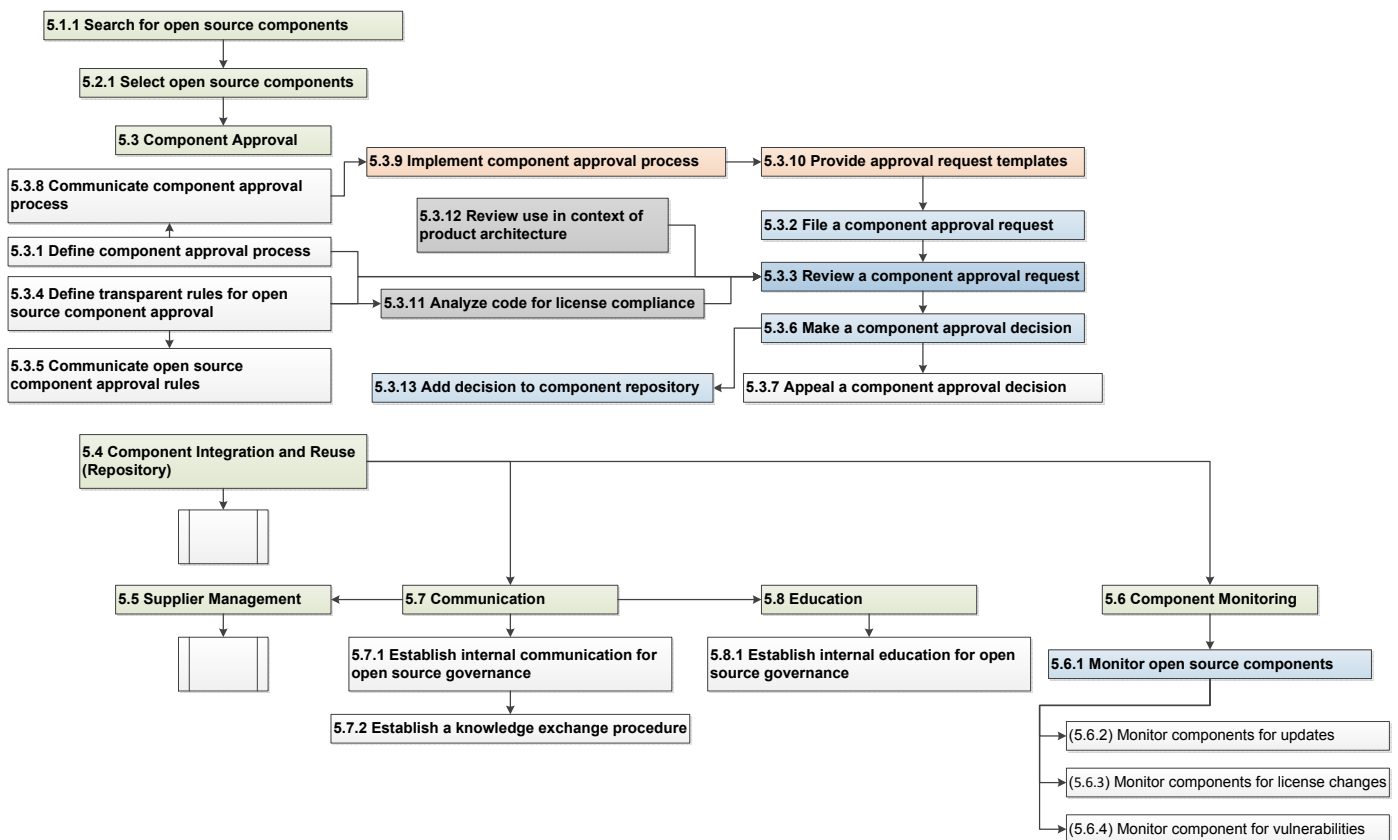 5.1.1 Search for open source components
5.2.1 Select open source components
5.3 Component Approval
5.3.9 Implement component approval process
5.3.10 Provide approval request templates
5.3.8 Communicate component approval
process
5.3.12 Review use in context of
product architecture
5.3.2 File a component approval request
5.3.1 Define component approval process
5.3.3 Review a component approval request
5.3.4 Define transparent rules for open
source component approval
5.3.11 Analyze code for license compliance
5.3.6 Make a component approval decision
5.3.5 Communicate open source
component approval rules
5.3.13 Add decision to component repository
5.3.7 Appeal a component approval decision
5.4 Component Integration and Reuse
(Repository)
5.5 Supplier Management
5.7 Communication
5.8 Education
5.6 Component Monitoring
5.7.1 Establish internal communication for
open source governance
5.8.1 Establish internal education for open
source governance
5.6.1 Monitor open source components
5.7.2 Establish a knowledge exchange procedure
(5.6.2) Monitor components for updates
(5.6.3) Monitor components for license changes
(5.6.4) Monitor component for vulnerabilities